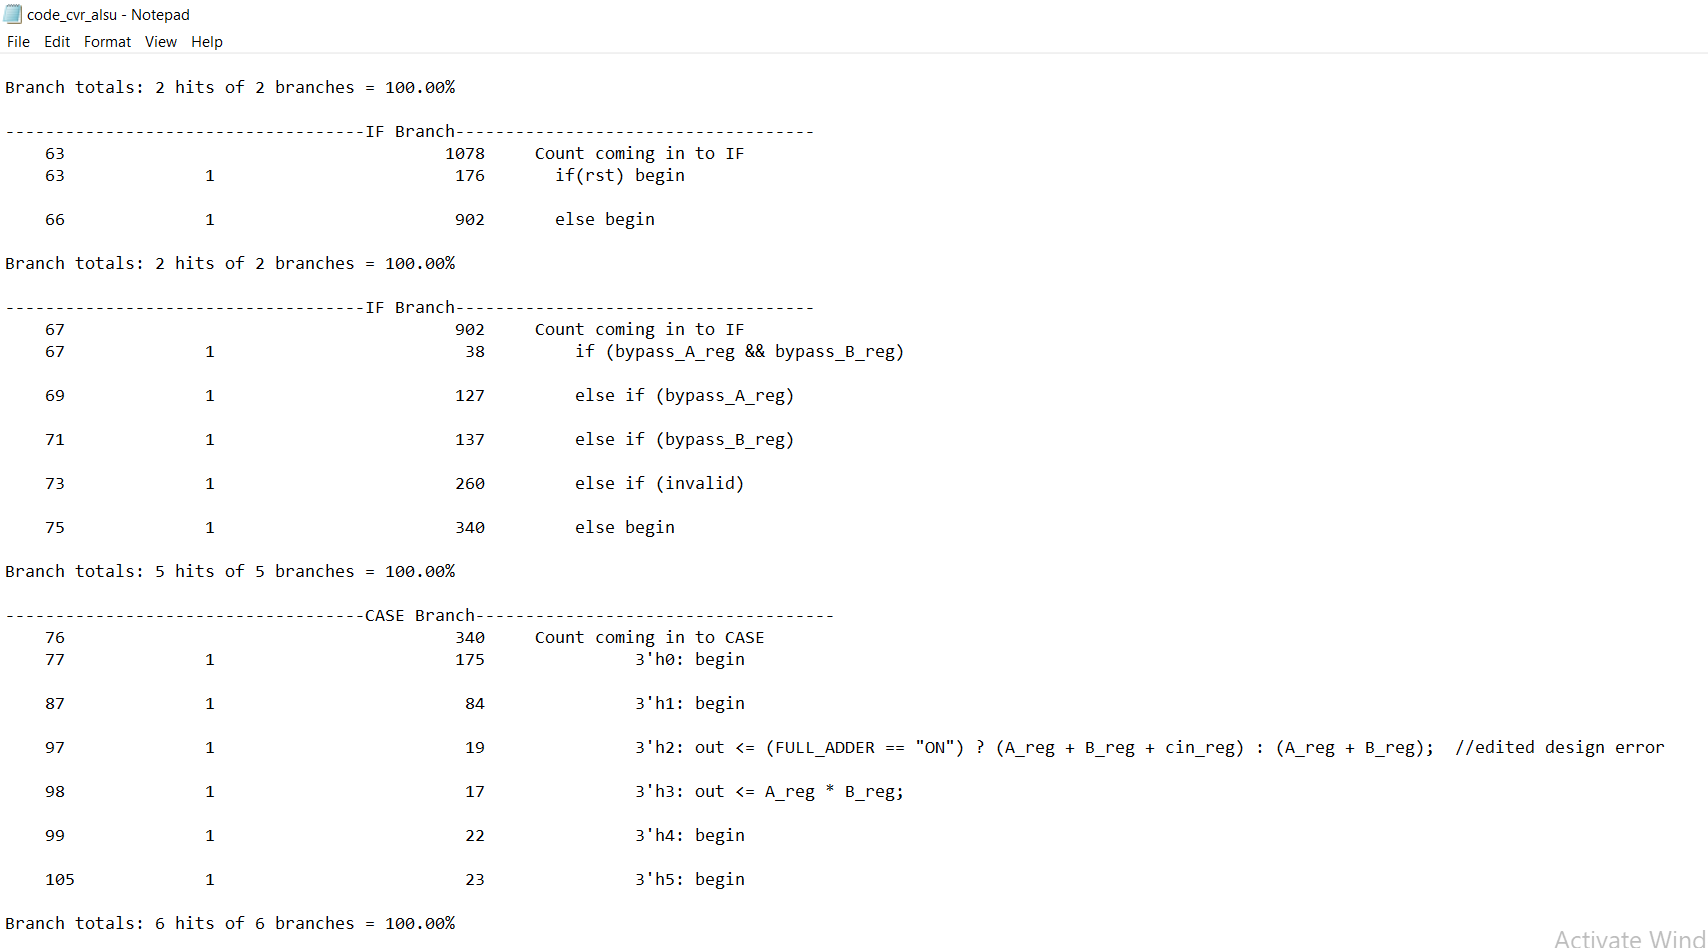 code_cvr_alsu - Notepad
File Edit Format View Help
Branch totals: 2 hits of 2 branches = 100.00%
------------------------------------IF Branch------------------------------------
63 1078 Count coming in to IF
63 1 176 if(rst) begin
66 1 902 else begin
Branch totals: 2 hits of 2 branches = 100.00%
------------------------------------IF Branch------------------------------------
67 902 Count coming in to IF
67 1 38 if (bypass_A_reg && bypass_B_reg)
69 1 127 else if (bypass_A_reg)
71 1 137 else if (bypass_B_reg)
73 1 260 else if (invalid)
75 1 340 else begin
Branch totals: 5 hits of 5 branches = 100.00%
------------------------------------CASE Branch------------------------------------
76 340 Count coming in to CASE
77 1 175 3'h0: begin
87 1 84 3'h1: begin
97 1 19 3'h2: out <= (FULL_ADDER == "ON") ? (A_reg + B_reg + cin_reg) : (A_reg + B_reg); //edited design error
98 1 17 3'h3: out <= A_reg * B_reg;
99 1 22 3'h4: begin
105 1 23 3'h5: begin
Branch totals: 6 hits of 6 branches = 100.00%
Activate Wind